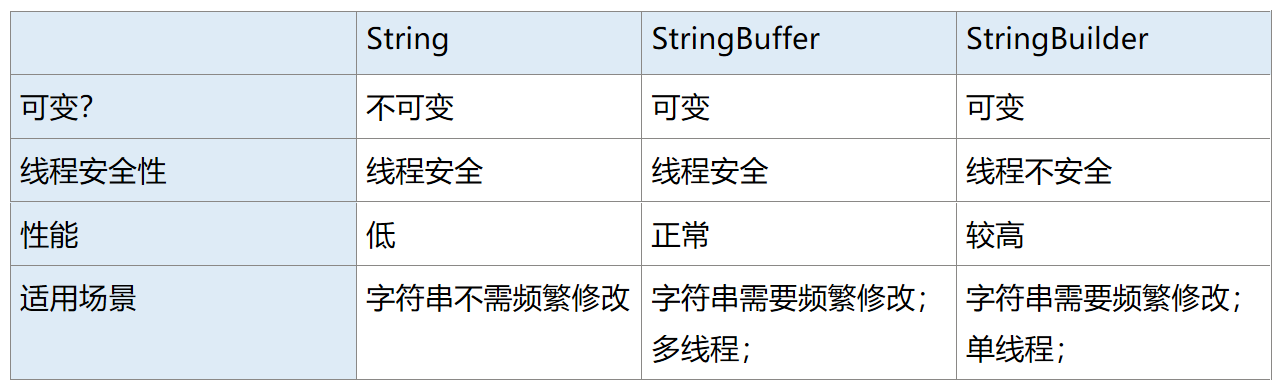 String StringBuffer StringBuilder
可变？ 不可变 可变 可变
线程安全性 线程安全 线程安全 线程不安全
性能 低 正常 较高
适用场景 字符串不需频繁修改 字符串需要频繁修改； 字符串需要频繁修改；
多线程； 单线程；